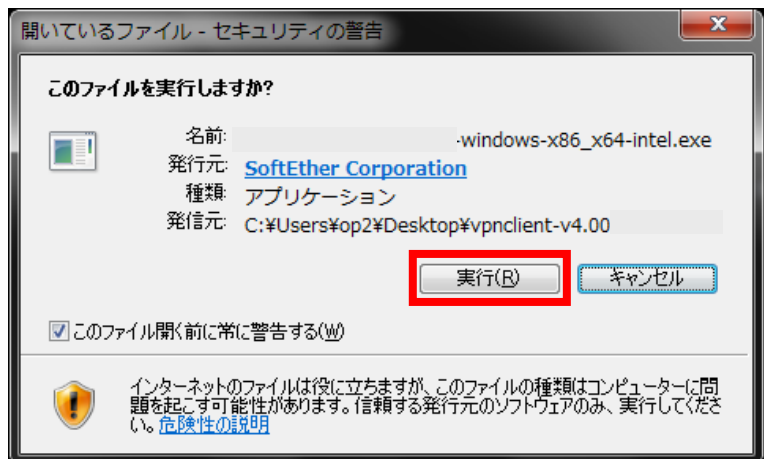 開いているファイル - セキュリティの警告
このファイルを実行しますか?
名前: -windows-x86_x64-intel.exe
発行元: SoftEther Corporation
種類: アプリケーション
発信元: C:¥Users¥op2¥Desktop¥vpnclient-v4.00
実行(R) キャンセル
このファイル開く前に常に警告する(W)
インターネットのファイルは役に立ちますが、このファイルの種類はコンピューターに問
題を起こす可能性があります。信頼する発行元のソフトウェアのみ、実行してくださ
い。危険性の説明